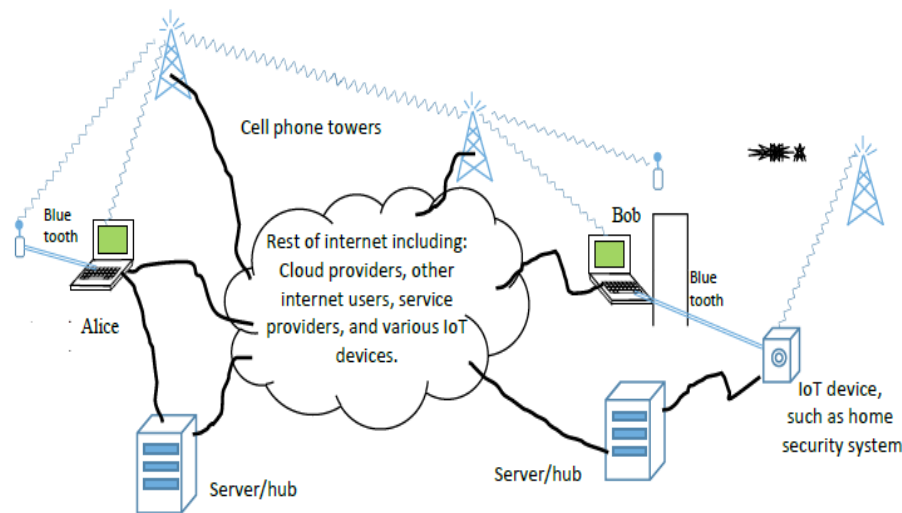 Cell phone towers
Blue
tooth
Alice
Rest of internet including:
Cloud providers, other
internet users, service
providers, and various IoT
devices.
Bob
Blue
tooth
IoT device,
such as home
security system
Server/hub
Server/hub